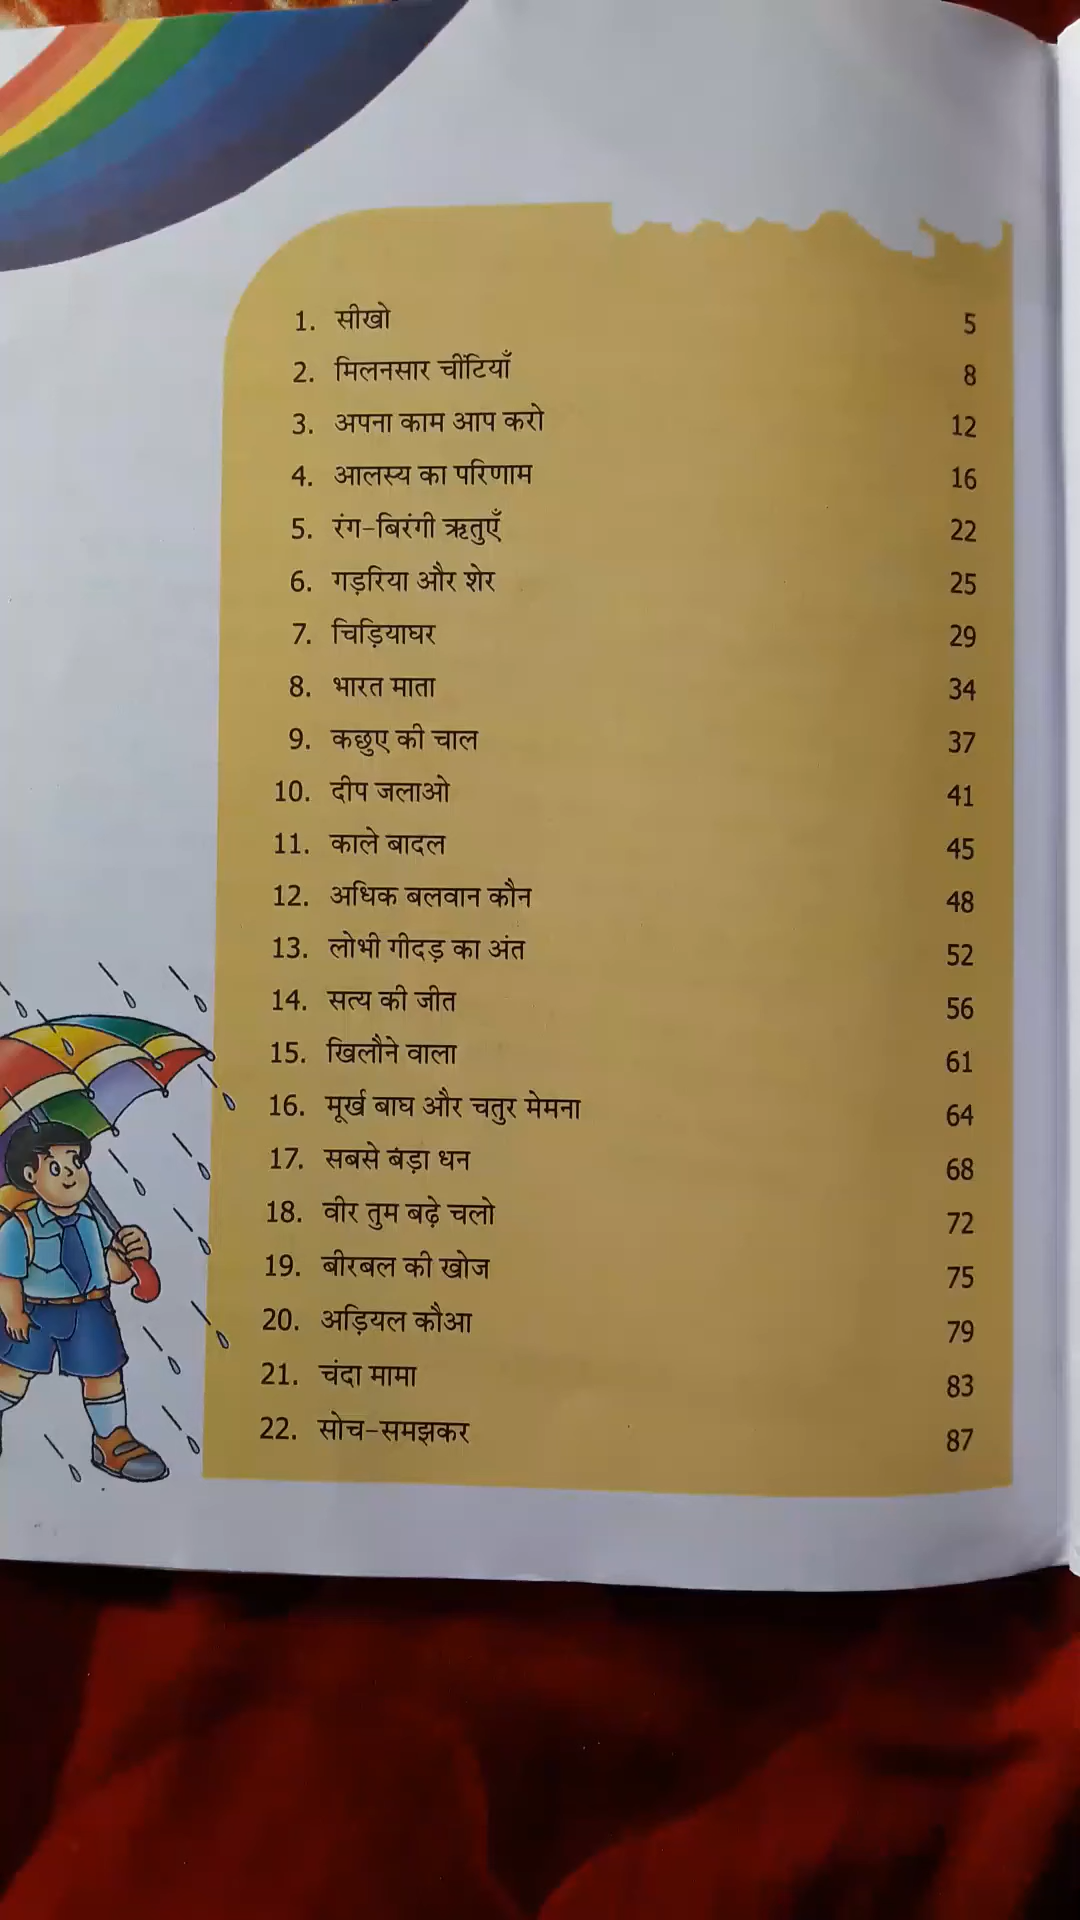 1. सीखो 5
2. मिलनसार चींटियाँ 8
3. अपना काम आप करो 12
4. आलस्य का परिणाम 16
5. रंग-बिरंगी ऋतुएँ 22
6. गड़रिया और शेर 25
7. चिड़ियाघर 29
8. भारत माता 34
9. कछुए की चाल 37
10. दीप जलाओ 41
11. काले बादल 45
12. अधिक बलवान कौन 48
13. लोभी गीदड़ का अंत 52
14. सत्य की जीत 56
15. खिलौने वाला 61
16. मूर्ख बाघ और चतुर मेमना 64
17. सबसे बड़ा धन 68
18. वीर तुम बढ़े चलो 72
19. बीरबल की खोज 75
20. अड़ियल कौआ 79
21. चंदा मामा 83
22. सोच-समझकर 87